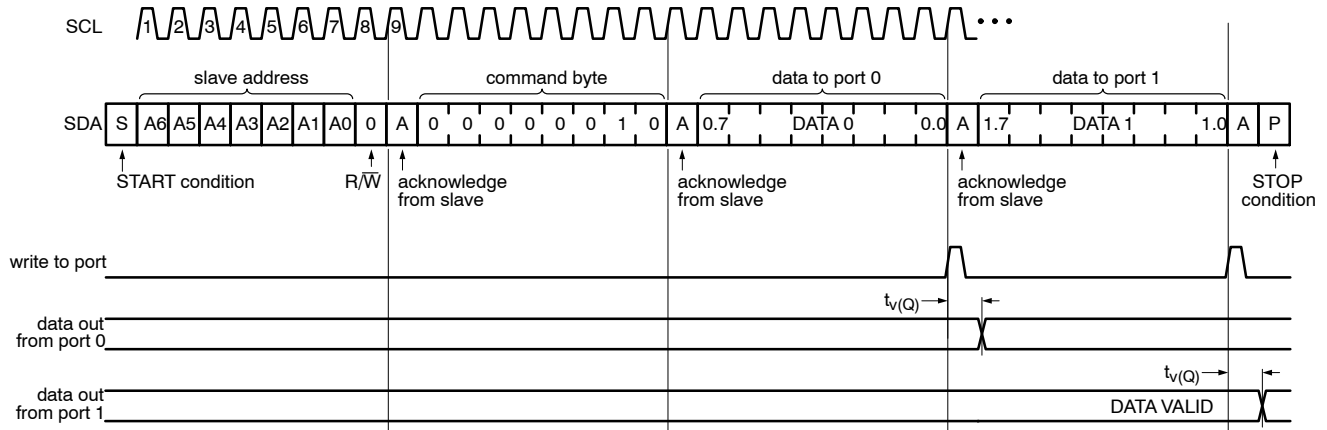 SCL 1 2 3 4 5 6 7 8 9 • • •
slave address command byte data to port 0 data to port 1
SDA S A6 A5 A4 A3 A2 A1 A0 0 A 0 0 0 0 0 0 1 0 A 0.7 DATA 0 0.0 A 1.7 DATA 1 1.0 A P
START condition R/W̅ acknowledge acknowledge acknowledge STOP
from slave from slave from slave condition
write to port
tv(Q)
data out
from port 0
tv(Q)
data out
from port 1 DATA VALID